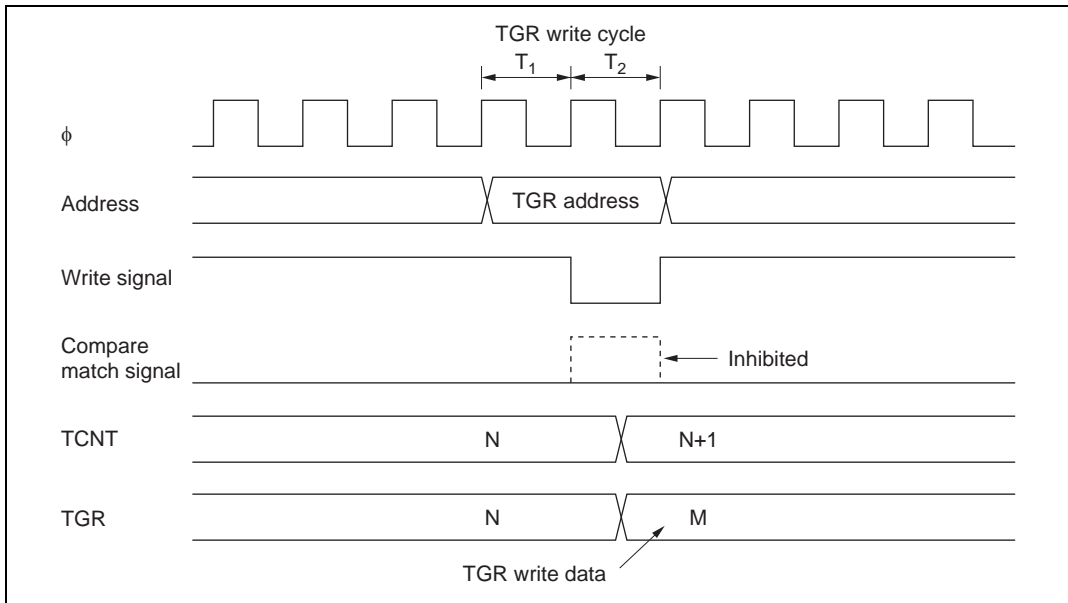 TGR write cycle
T1 T2
ϕ
Address
TGR address
Write signal
Compare
match signal
Inhibited
TCNT
N
N+1
TGR
N
M
TGR write data